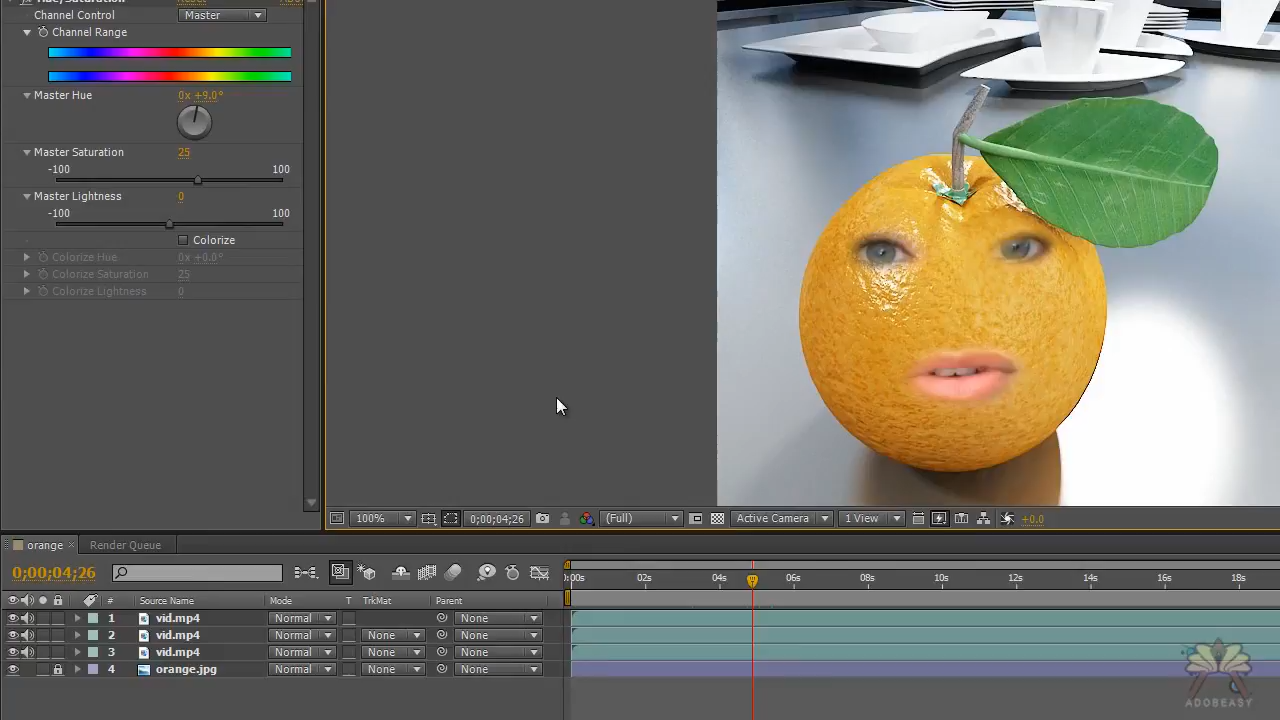 Hue/Saturation Reset
Channel Control Master
Channel Range
Master Hue 0x +9.0°
Master Saturation 25
-100 100
Master Lightness 0
-100 100
Colorize
Colorize Hue 0x +0.0°
Colorize Saturation 25
Colorize Lightness 0
100% 0;00;04;26 (Full) Active Camera 1 View +0.0
orange × Render Queue
0;00;04;26
:00s 02s 04s 06s 08s 10s 12s 14s 16s 18s
# Source Name Mode T TrkMat Parent
1 vid.mp4 Normal None
2 vid.mp4 Normal None None
3 vid.mp4 Normal None None
4 orange.jpg Normal None None
ADOBEASY